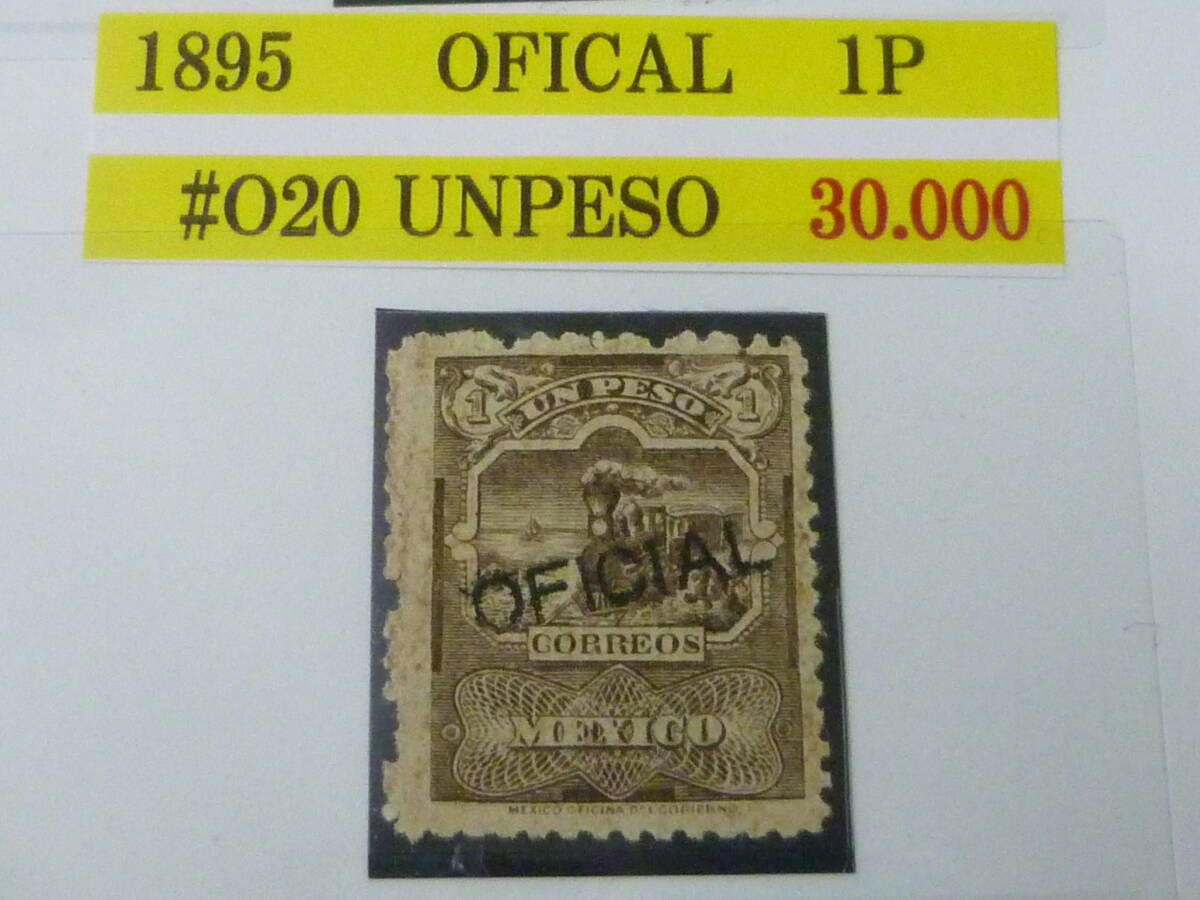 1895 OFICAL 1P
#O20 UNPESO 30.000
1 UN PESO 1
OFICIAL
CORREOS
MEXICO
MEXICO OFICINA DEL GOBIERNO.